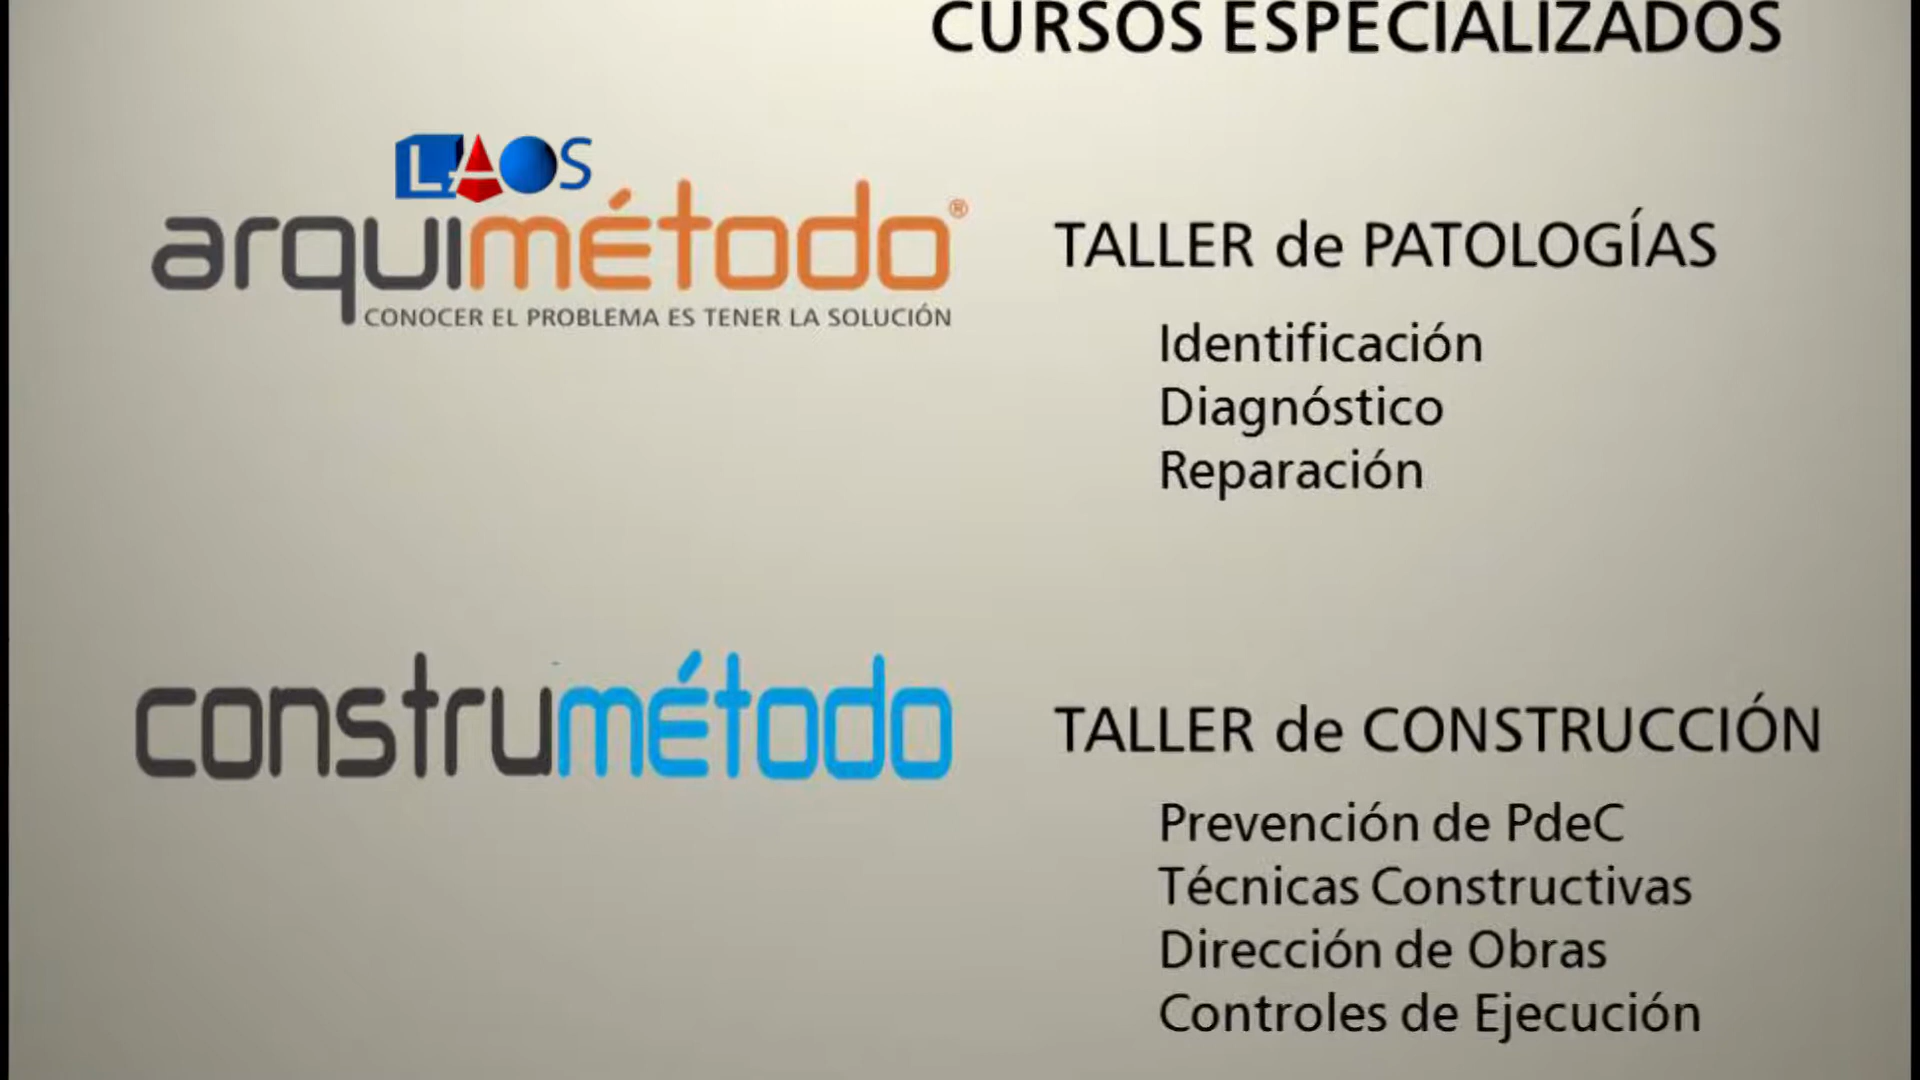 CURSOS ESPECIALIZADOS
LAOS
arquimétodo®
CONOCER EL PROBLEMA ES TENER LA SOLUCIÓN
TALLER de PATOLOGÍAS
Identificación
Diagnóstico
Reparación
construmétodo
TALLER de CONSTRUCCIÓN
Prevención de PdeC
Técnicas Constructivas
Dirección de Obras
Controles de Ejecución